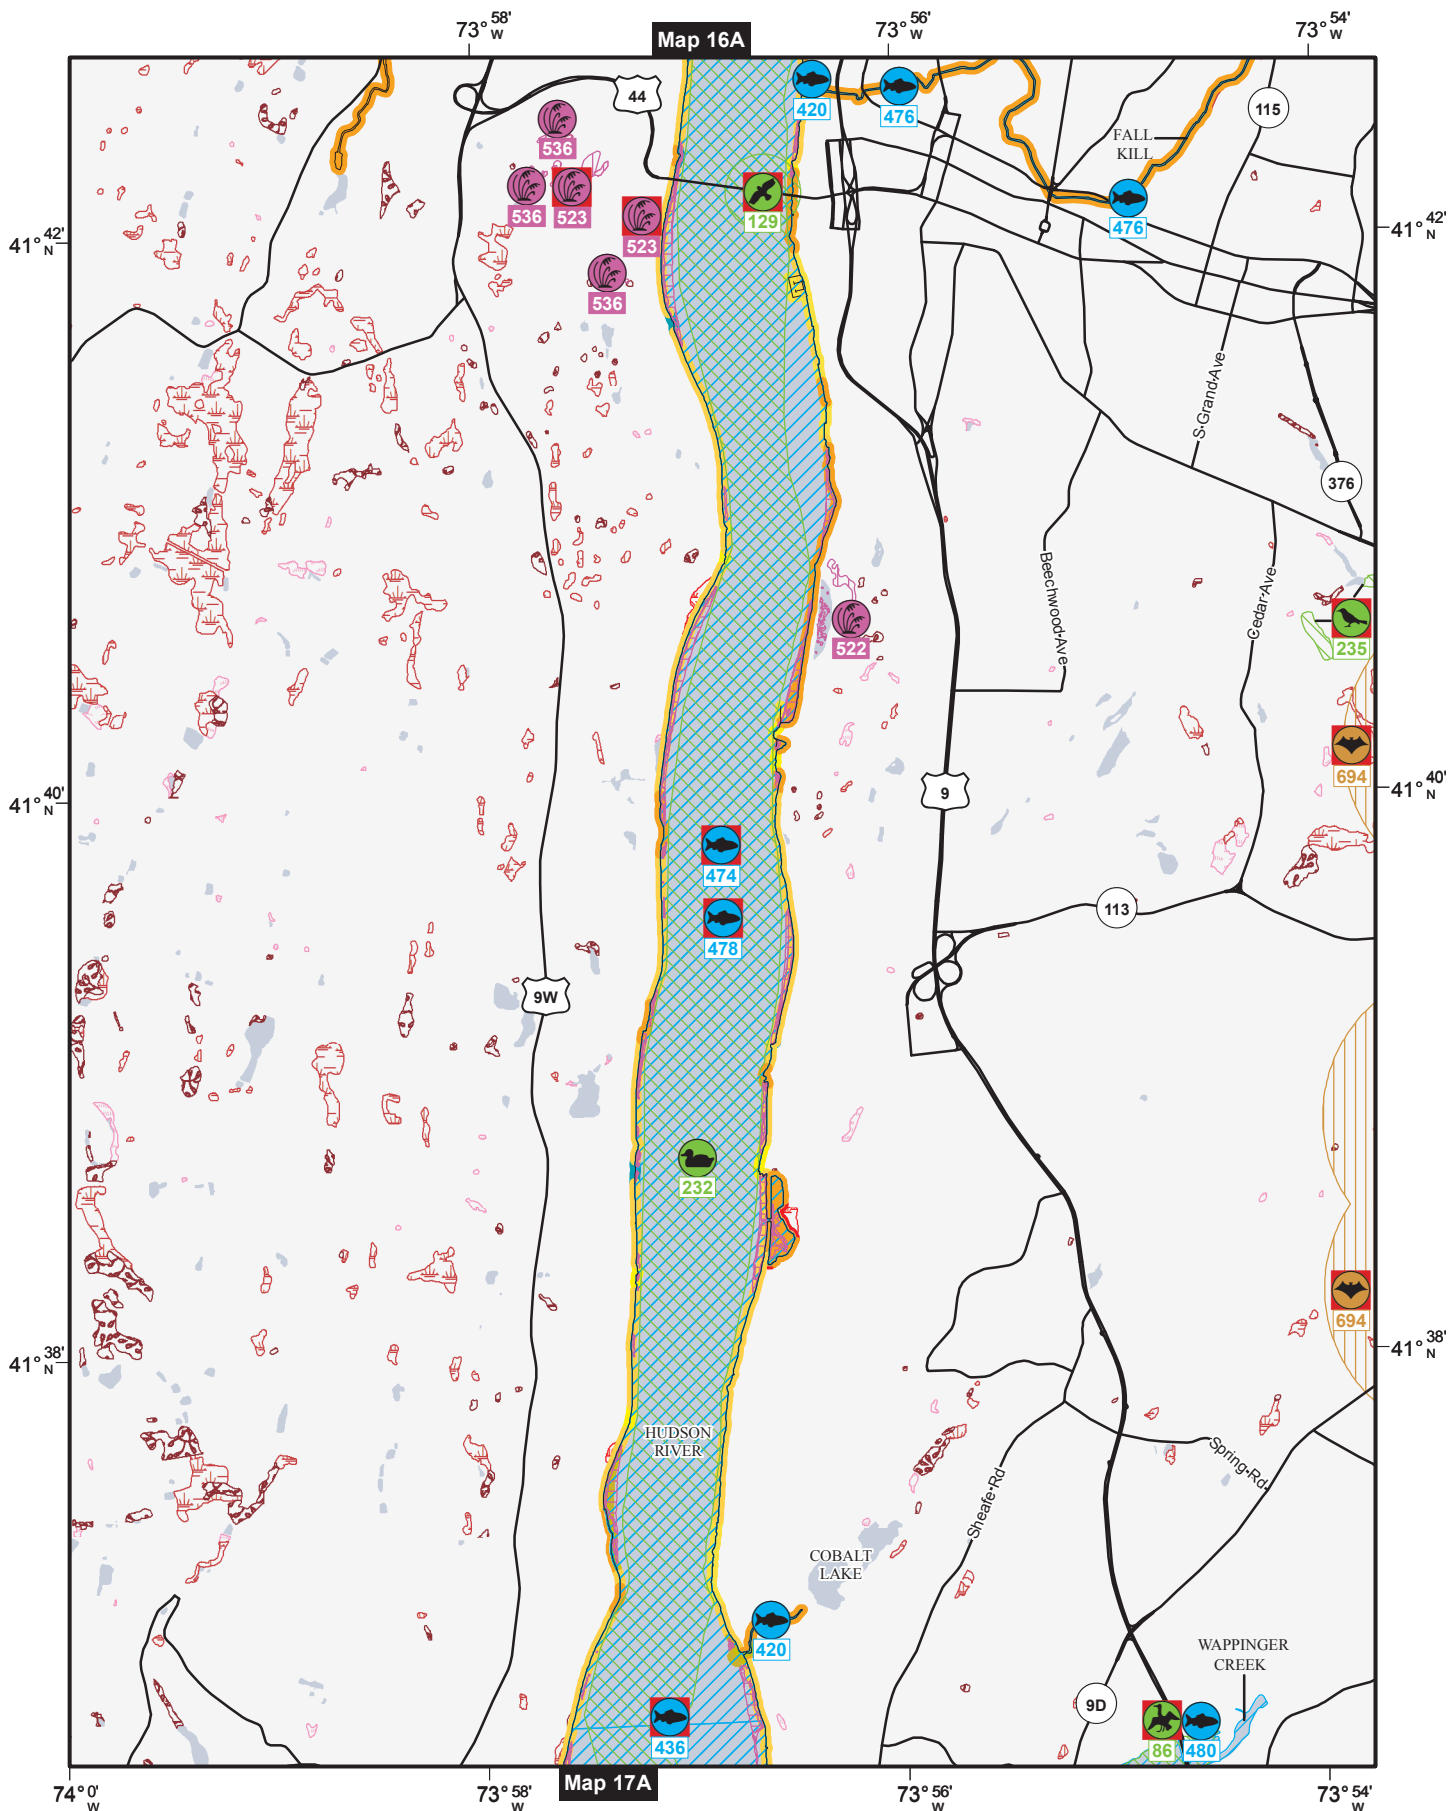 73° 58' W
Map 16A
73° 56' W
73° 54' W
44
420
476
115
FALL
KILL
536
536
523
523
129
476
41° 42' N
41° 42' N
536
S Grand Ave
376
Beechwood Ave
Cedar Ave
522
235
694
41° 40' N
9
41° 40' N
474
113
478
9W
232
694
41° 38' N
41° 38' N
HUDSON
RIVER
Spring Rd
Sheafe Rd
COBALT
LAKE
420
WAPPINGER
CREEK
9D
436
86
480
74° 0' W
73° 58' W
Map 17A
73° 56' W
73° 54' W